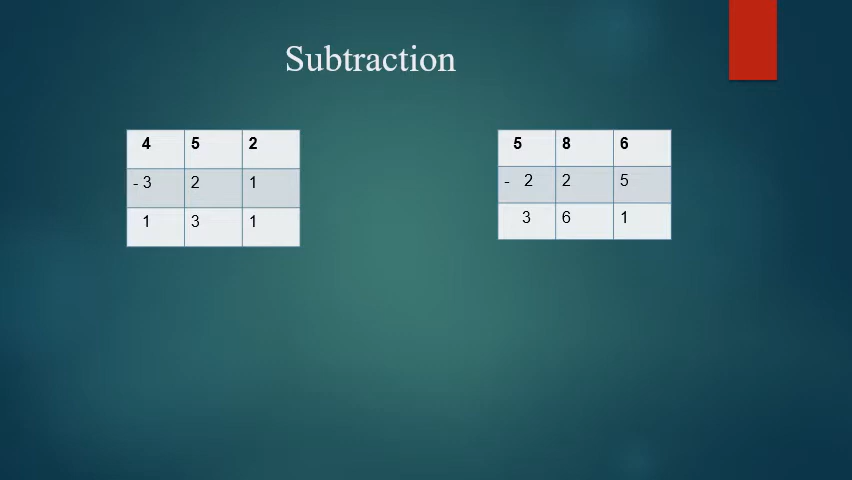 Subtraction
4 5 2
- 3 2 1
1 3 1
5 8 6
- 2 2 5
3 6 1